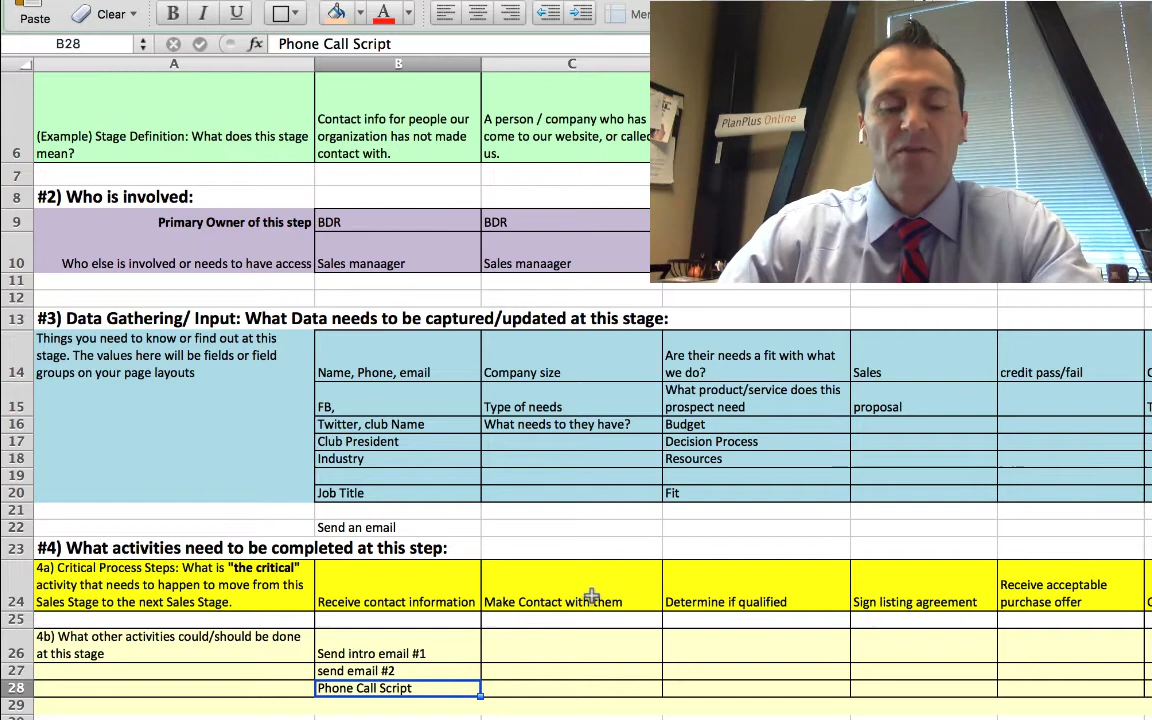 Paste
Clear
B
I
U
A
Mer
B28
fx
Phone Call Script
A
B
C
6
(Example) Stage Definition: What does this stage
mean?
Contact info for people our
organization has not made
contact with.
A person / company who has
come to our website, or called
us.
PlanPlus Online
7
8
#2) Who is involved:
9
Primary Owner of this step
BDR
BDR
10
Who else is involved or needs to have access
Sales manaager
Sales manaager
11
12
13
#3) Data Gathering/ Input: What Data needs to be captured/updated at this stage:
14
Things you need to know or find out at this
stage. The values here will be fields or field
groups on your page layouts
Name, Phone, email
Company size
Are their needs a fit with what
we do?
Sales
credit pass/fail
15
FB,
Type of needs
What product/service does this
prospect need
proposal
16
Twitter, club Name
What needs to they have?
Budget
17
Club President
Decision Process
18
Industry
Resources
19
20
Job Title
Fit
21
22
Send an email
23
#4) What activities need to be completed at this step:
24
4a) Critical Process Steps: What is "the critical"
activity that needs to happen to move from this
Sales Stage to the next Sales Stage.
Receive contact information
Make Contact with them
Determine if qualified
Sign listing agreement
Receive acceptable
purchase offer
25
26
4b) What other activities could/should be done
at this stage
Send intro email #1
27
send email #2
28
Phone Call Script
29